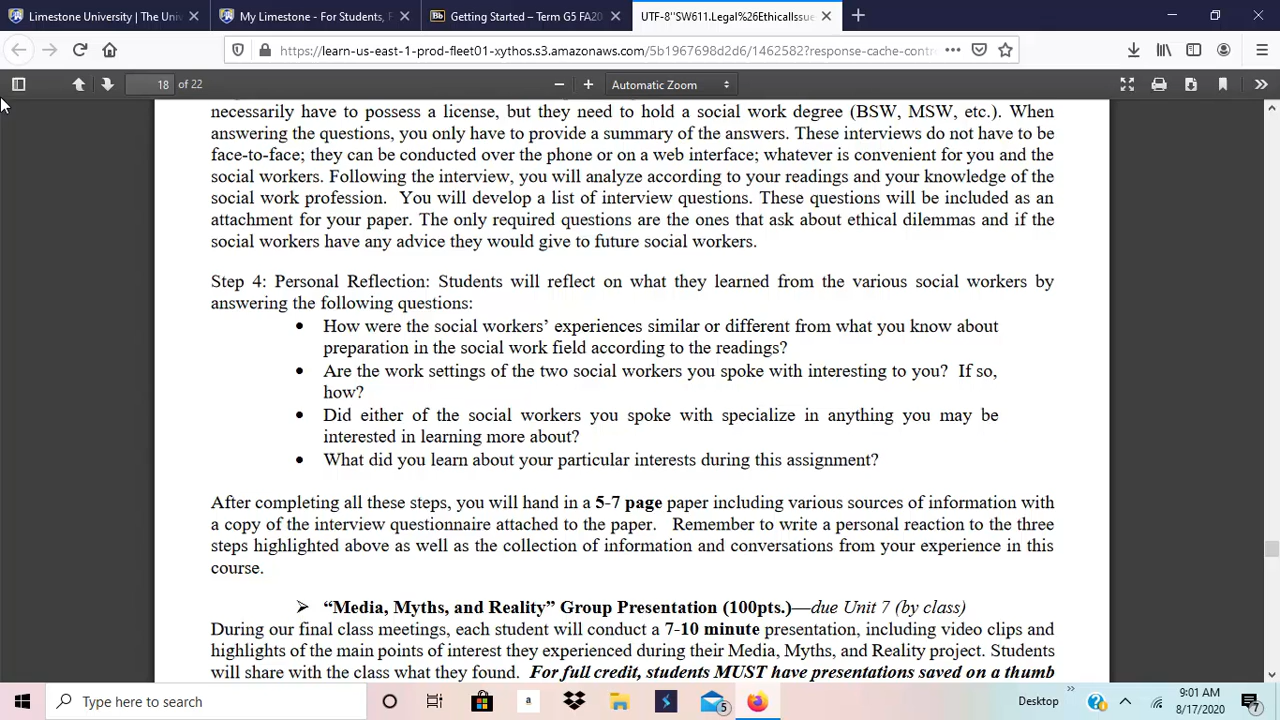 Limestone University | The Uni
My Limestone - For Students, F
Getting Started – Term G5 FA20
UTF-8''SW611.Legal%26EthicalIssue
https://learn-us-east-1-prod-fleet01-xythos.s3.amazonaws.com/5b1967698d2d6/1462582?response-cache-contr
18 of 22
Automatic Zoom
necessarily have to possess a license, but they need to hold a social work degree (BSW, MSW, etc.). When
answering the questions, you only have to provide a summary of the answers. These interviews do not have to be
face-to-face; they can be conducted over the phone or on a web interface; whatever is convenient for you and the
social workers. Following the interview, you will analyze according to your readings and your knowledge of the
social work profession. You will develop a list of interview questions. These questions will be included as an
attachment for your paper. The only required questions are the ones that ask about ethical dilemmas and if the
social workers have any advice they would give to future social workers.
Step 4: Personal Reflection: Students will reflect on what they learned from the various social workers by
answering the following questions:
• How were the social workers' experiences similar or different from what you know about
preparation in the social work field according to the readings?
• Are the work settings of the two social workers you spoke with interesting to you? If so,
how?
• Did either of the social workers you spoke with specialize in anything you may be
interested in learning more about?
• What did you learn about your particular interests during this assignment?
After completing all these steps, you will hand in a 5-7 page paper including various sources of information with
a copy of the interview questionnaire attached to the paper. Remember to write a personal reaction to the three
steps highlighted above as well as the collection of information and conversations from your experience in this
course.
➢ “Media, Myths, and Reality” Group Presentation (100pts.)—due Unit 7 (by class)
During our final class meetings, each student will conduct a 7-10 minute presentation, including video clips and
highlights of the main points of interest they experienced during their Media, Myths, and Reality project. Students
will share with the class what they found. For full credit, students MUST have presentations saved on a thumb
Type here to search
a
5
Desktop
9:01 AM
8/17/2020
7